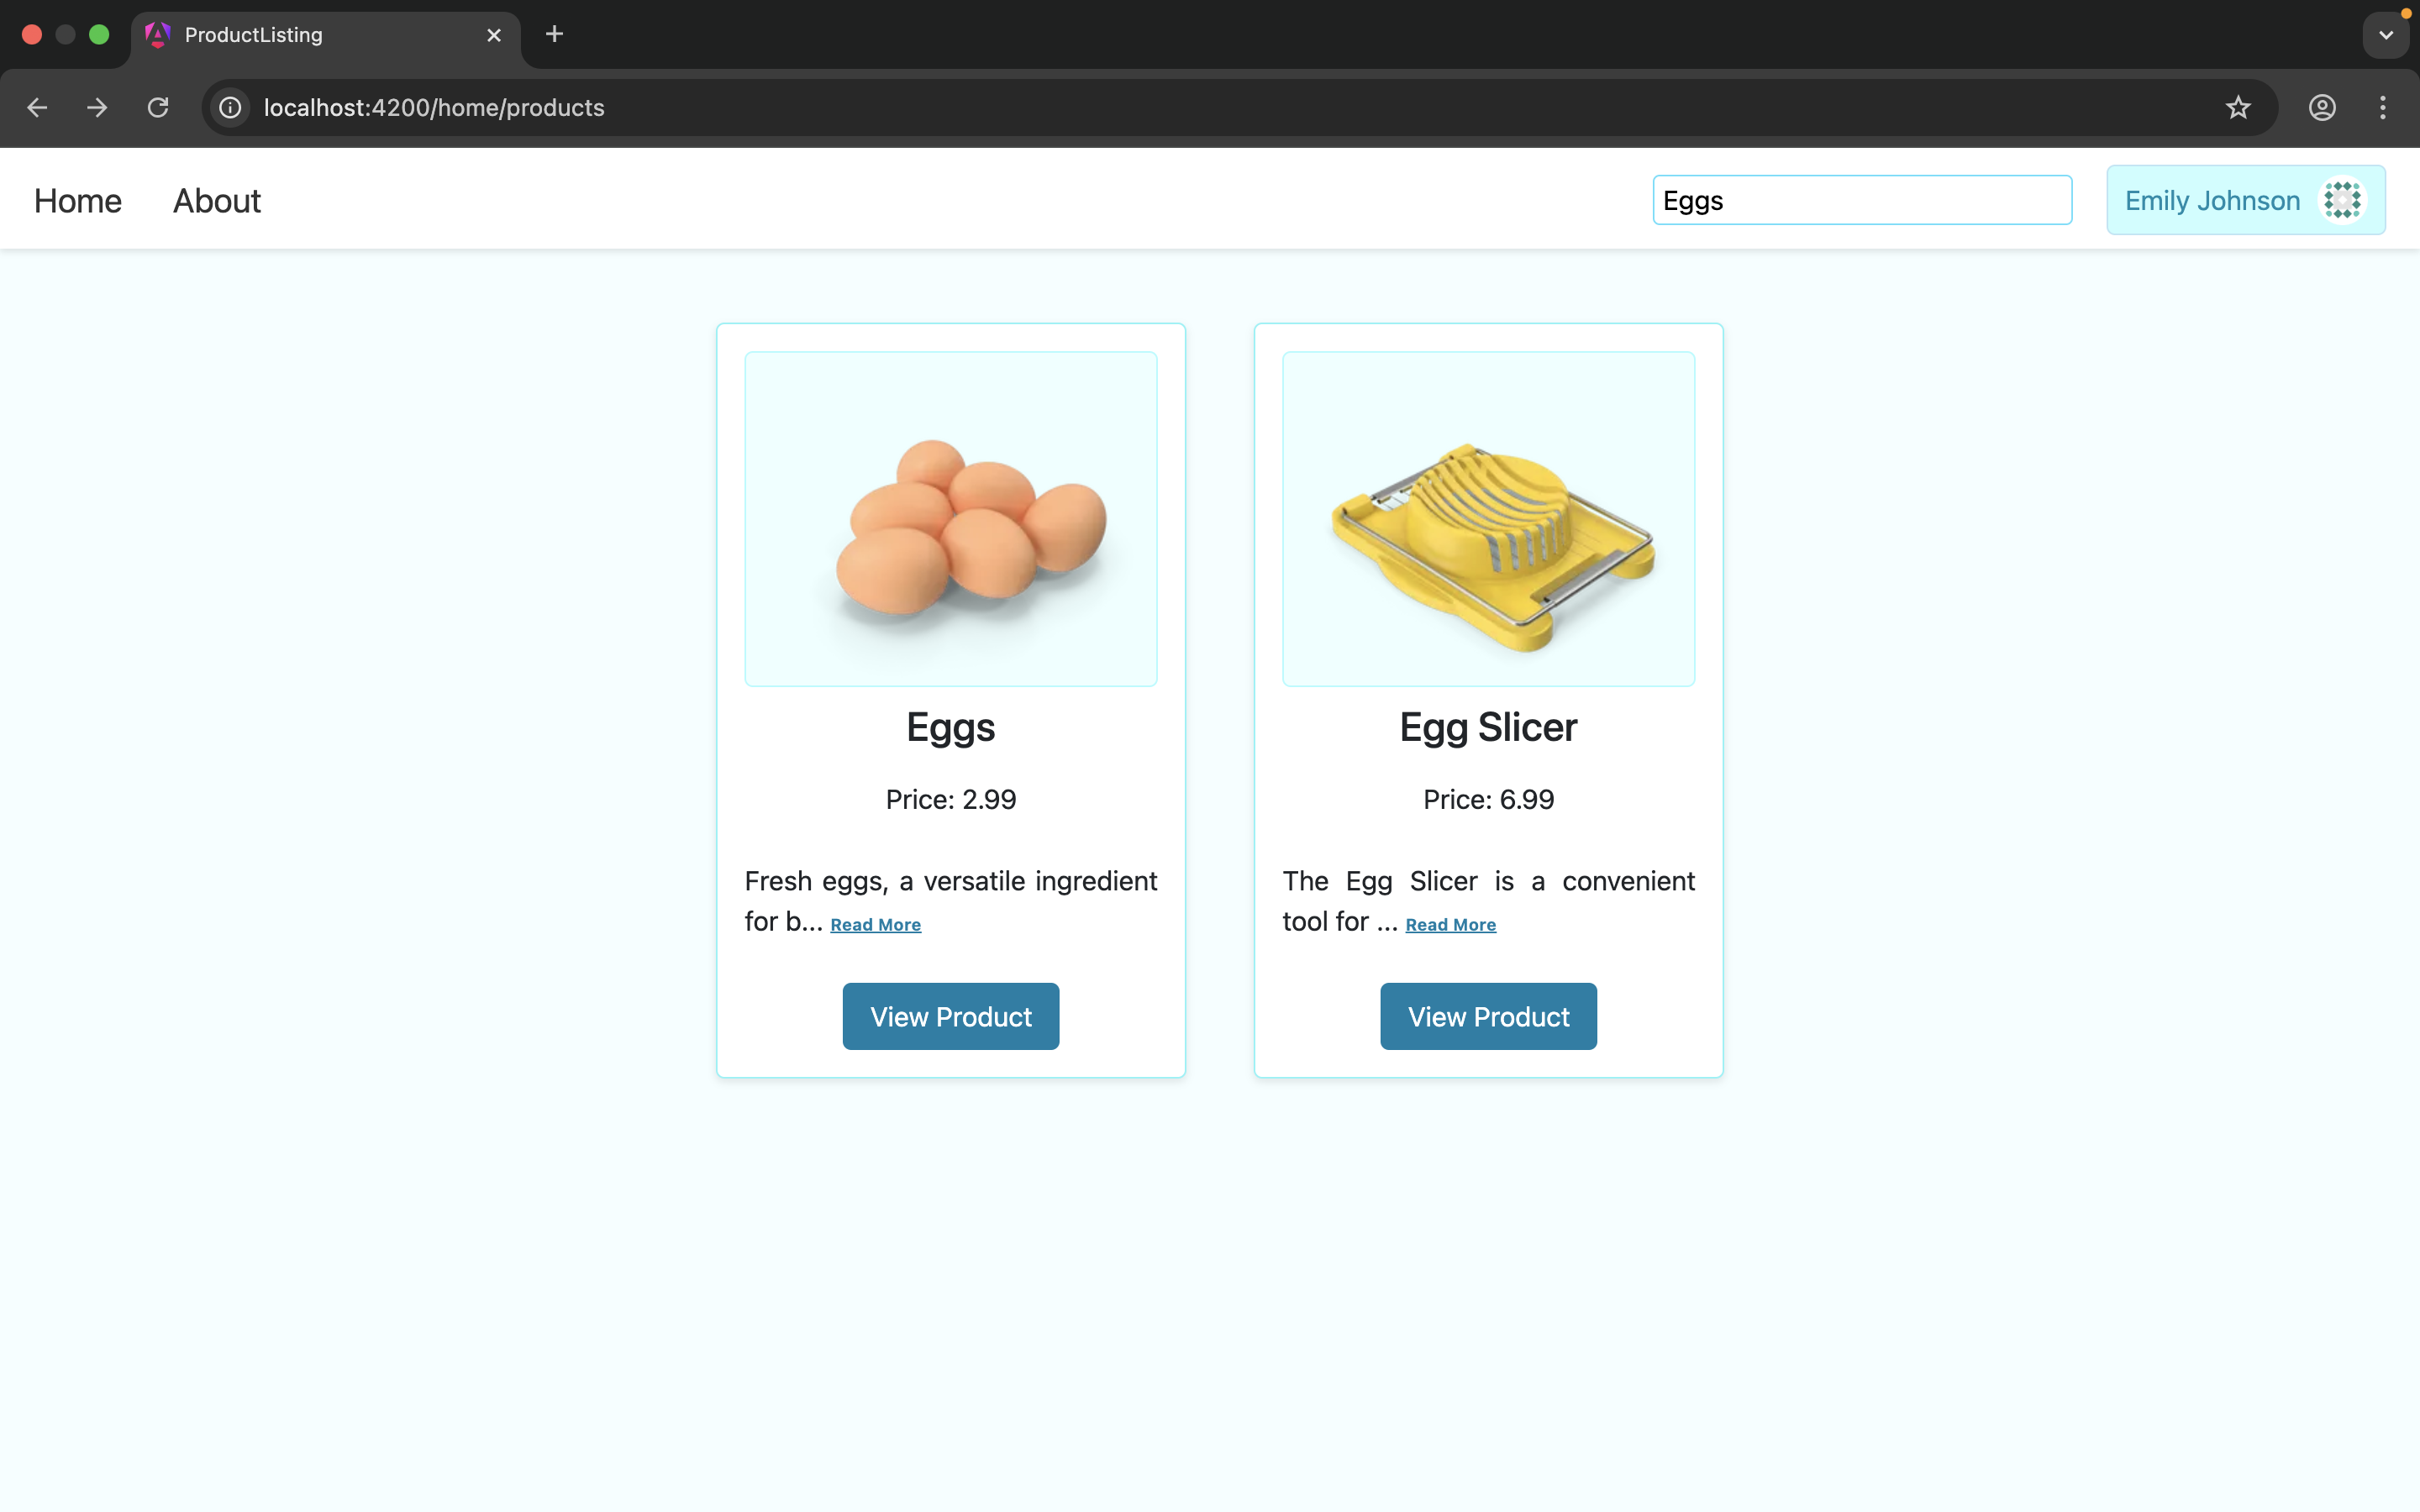 ProductListing
localhost:4200/home/products
Home About Eggs Emily Johnson
Eggs
Price: 2.99
Fresh eggs, a versatile ingredient
for b... Read More
View Product
Egg Slicer
Price: 6.99
The Egg Slicer is a convenient
tool for ... Read More
View Product